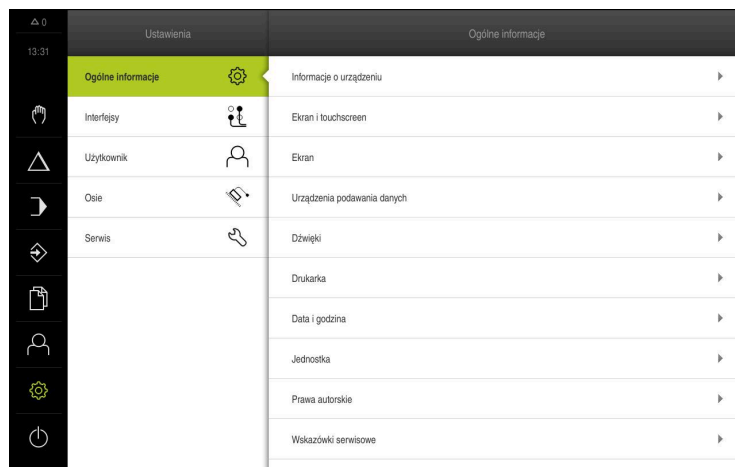 0
Ustawienia
Ogólne informacje
13:31
Ogólne informacje
Interfejsy
Użytkownik
Osie
Serwis
Informacje o urządzeniu
Ekran i touchscreen
Ekran
Urządzenia podawania danych
Dźwięki
Drukarka
Data i godzina
Jednostka
Prawa autorskie
Wskazówki serwisowe